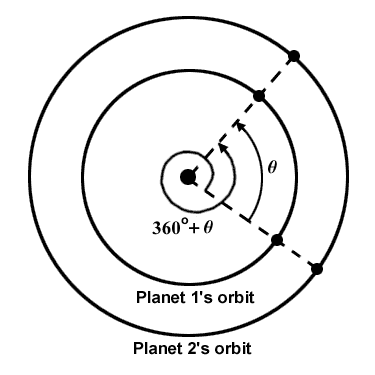 θ
360°+ θ
Planet 1's orbit
Planet 2's orbit